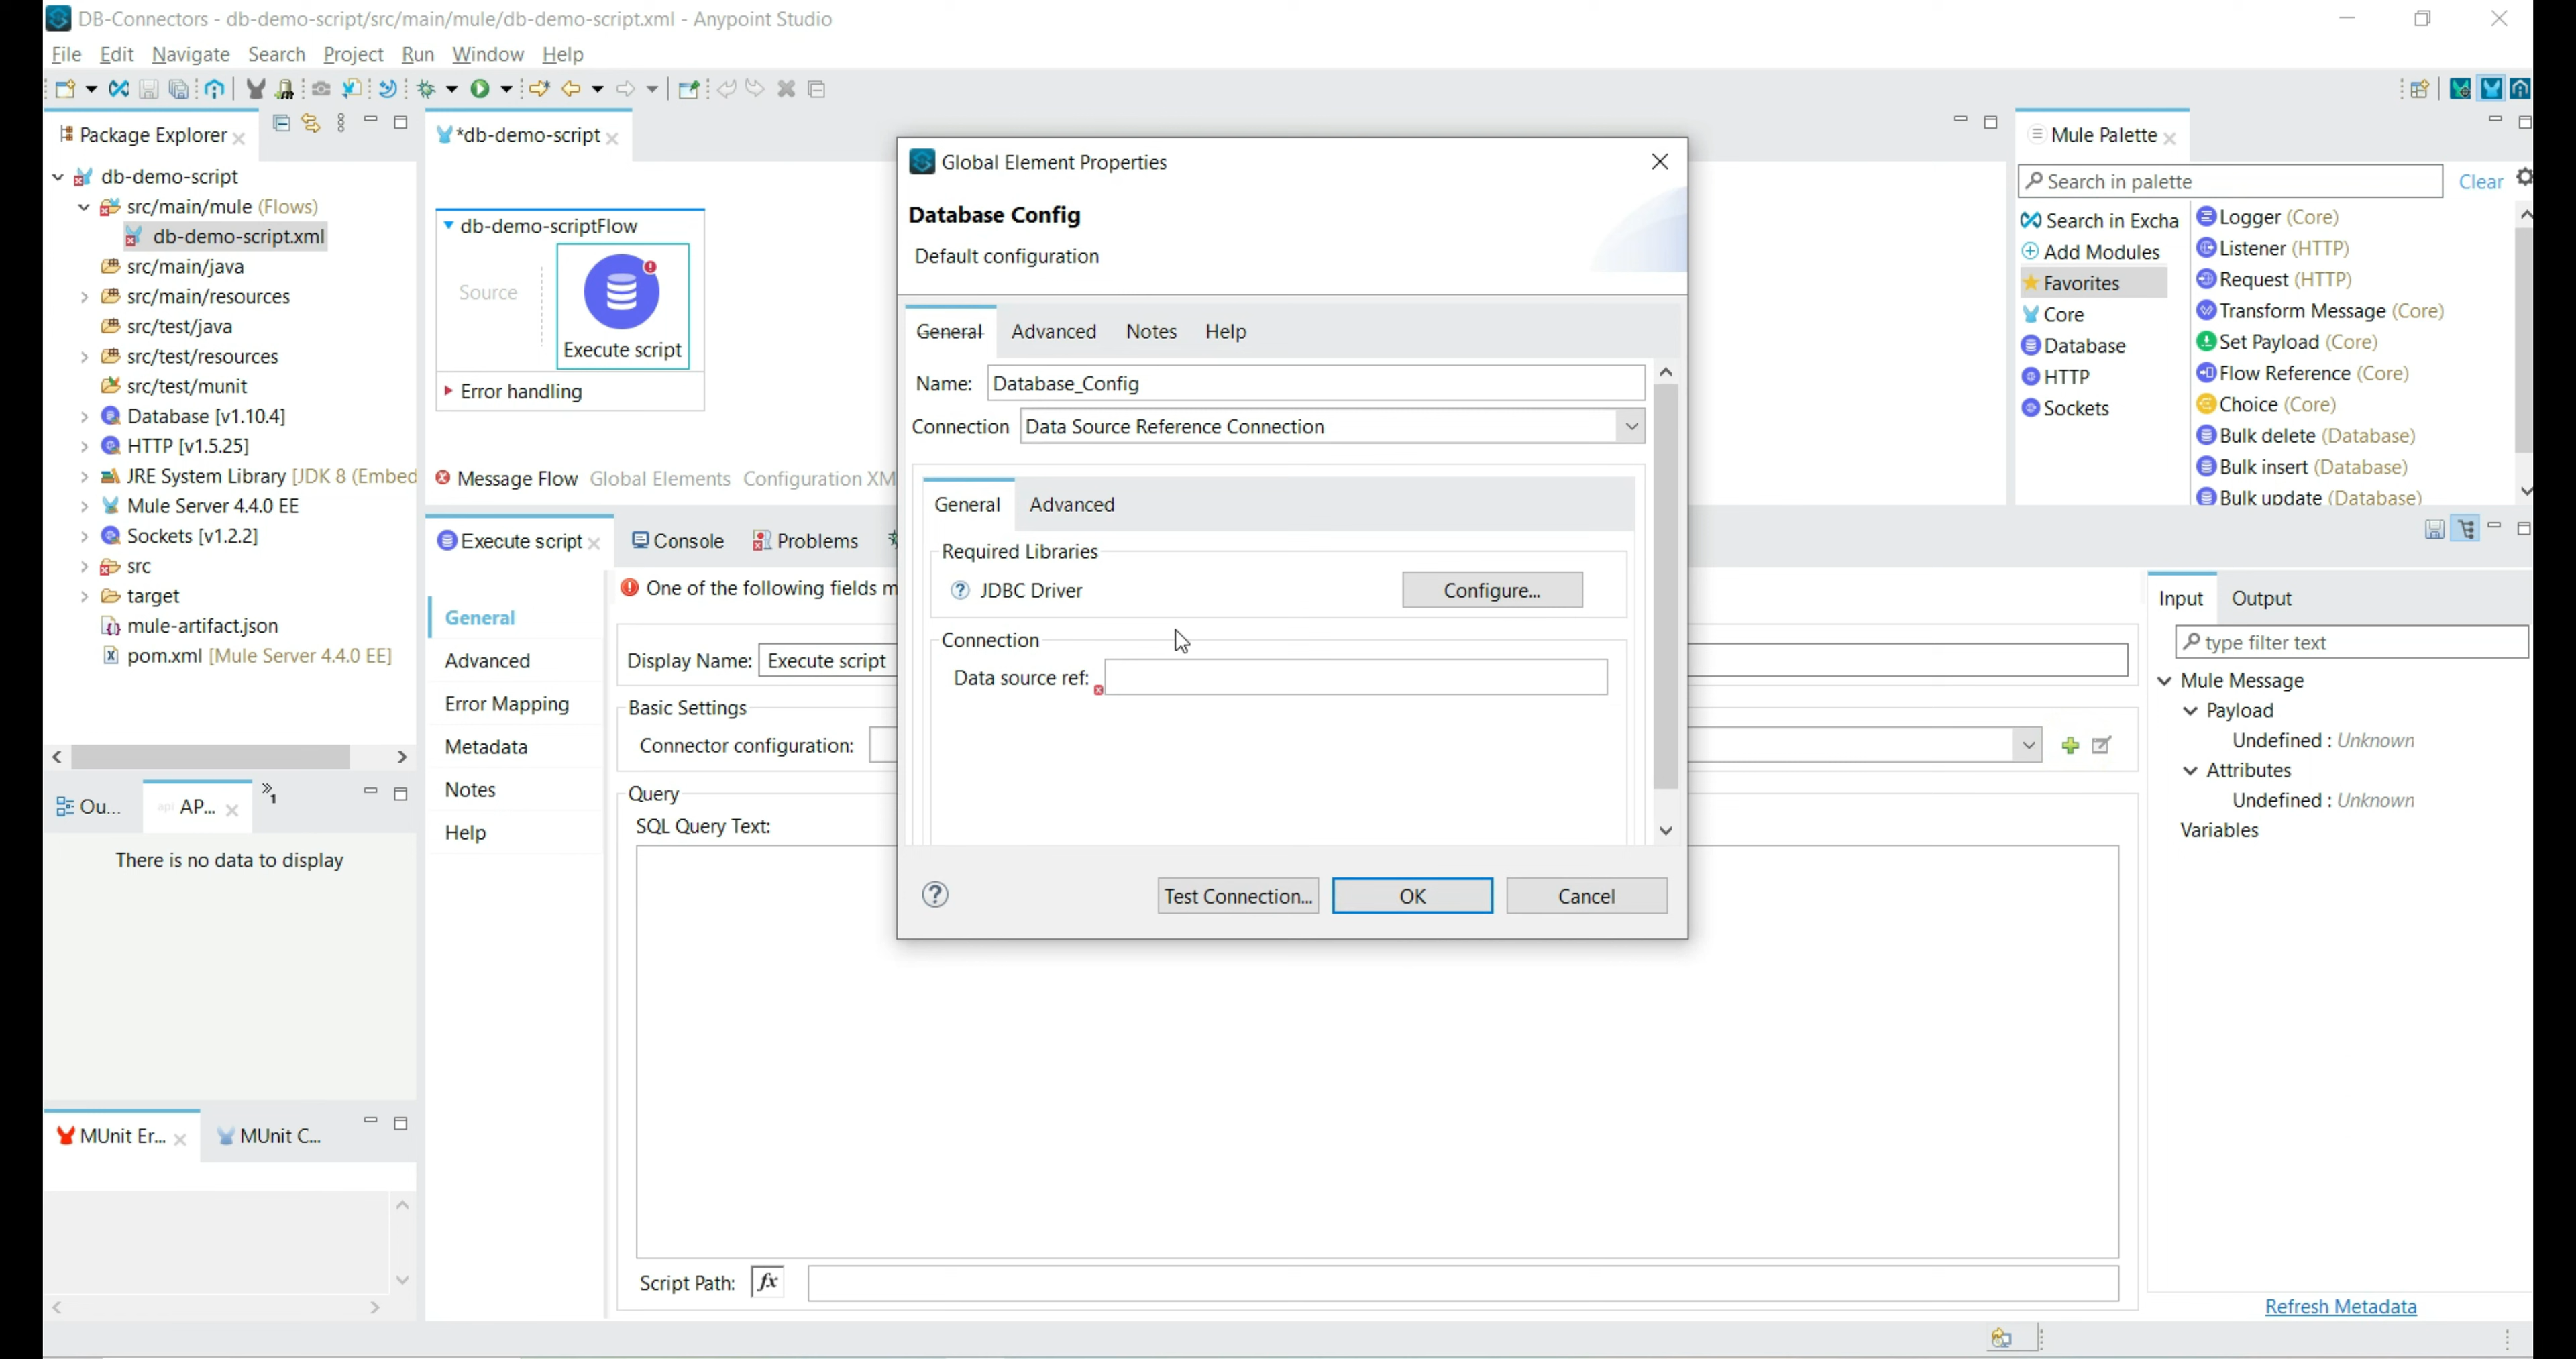 DB-Connectors - db-demo-script/src/main/mule/db-demo-script.xml - Anypoint Studio
File Edit Navigate Search Project Run Window Help
Package Explorer
db-demo-script
src/main/mule (Flows)
db-demo-script.xml
src/main/java
src/main/resources
src/test/java
src/test/resources
src/test/munit
Database [v1.10.4]
HTTP [v1.5.25]
JRE System Library [JDK 8 (Embed
Mule Server 4.4.0 EE
Sockets [v1.2.2]
src
target
mule-artifact.json
pom.xml [Mule Server 4.4.0 EE]
Ou...
api AP...
»1
There is no data to display
MUnit Er...
MUnit C...
*db-demo-script
db-demo-scriptFlow
Source
Execute script
Error handling
Message Flow Global Elements Configuration XM
Execute script
Console
Problems
General
Advanced
Error Mapping
Metadata
Notes
Help
One of the following fields m
Display Name: Execute script
Basic Settings
Connector configuration:
Query
SQL Query Text:
Script Path: fx
Global Element Properties
Database Config
Default configuration
General Advanced Notes Help
Name: Database_Config
Connection Data Source Reference Connection
General Advanced
Required Libraries
JDBC Driver Configure...
Connection
Data source ref:
Test Connection... OK Cancel
Mule Palette
Search in palette Clear
Search in Excha
Add Modules
Favorites
Core
Database
HTTP
Sockets
Logger (Core)
Listener (HTTP)
Request (HTTP)
Transform Message (Core)
Set Payload (Core)
Flow Reference (Core)
Choice (Core)
Bulk delete (Database)
Bulk insert (Database)
Bulk update (Database)
Input Output
type filter text
Mule Message
Payload
Undefined : Unknown
Attributes
Undefined : Unknown
Variables
Refresh Metadata